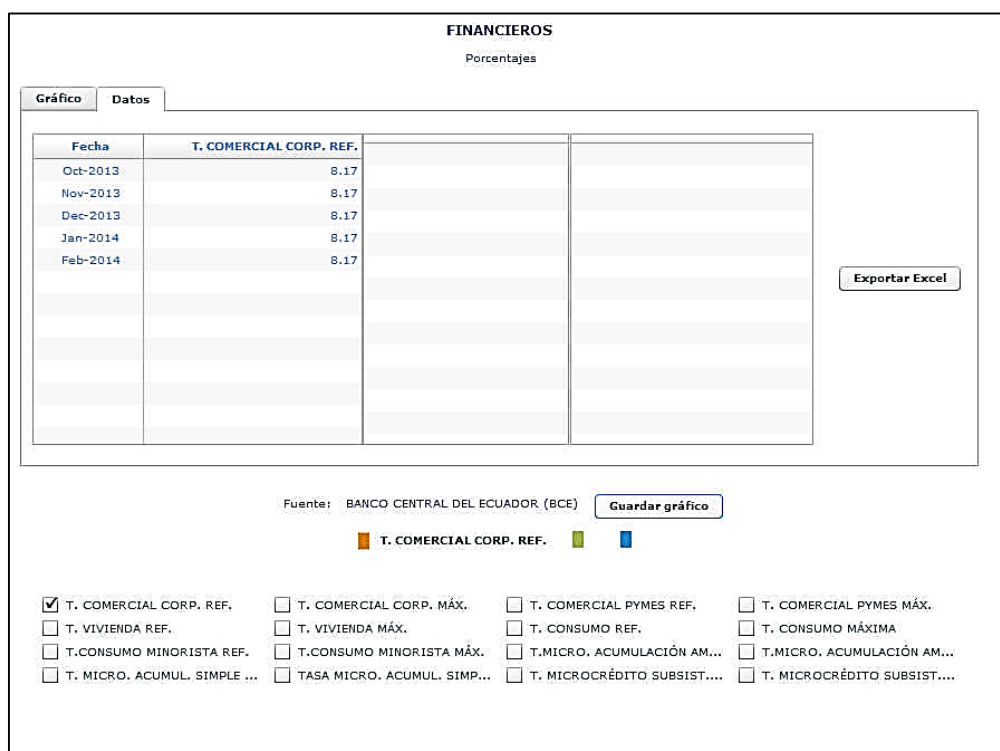 FINANCIEROS
Porcentajes
Gráfico Datos
Fecha T. COMERCIAL CORP. REF.
Oct-2013 8.17
Nov-2013 8.17
Dec-2013 8.17
Jan-2014 8.17
Feb-2014 8.17
Exportar Excel
Fuente: BANCO CENTRAL DEL ECUADOR (BCE) Guardar gráfico
T. COMERCIAL CORP. REF.
T. COMERCIAL CORP. REF. T. COMERCIAL CORP. MÁX. T. COMERCIAL PYMES REF. T. COMERCIAL PYMES MÁX.
T. VIVIENDA REF. T. VIVIENDA MÁX. T. CONSUMO REF. T. CONSUMO MÁXIMA
T.CONSUMO MINORISTA REF. T.CONSUMO MINORISTA MÁX. T.MICRO. ACUMULACIÓN AM... T.MICRO. ACUMULACIÓN AM...
T. MICRO. ACUMUL. SIMPLE ... TASA MICRO. ACUMUL. SIMP... T. MICROCRÉDITO SUBSIST.... T. MICROCRÉDITO SUBSIST....